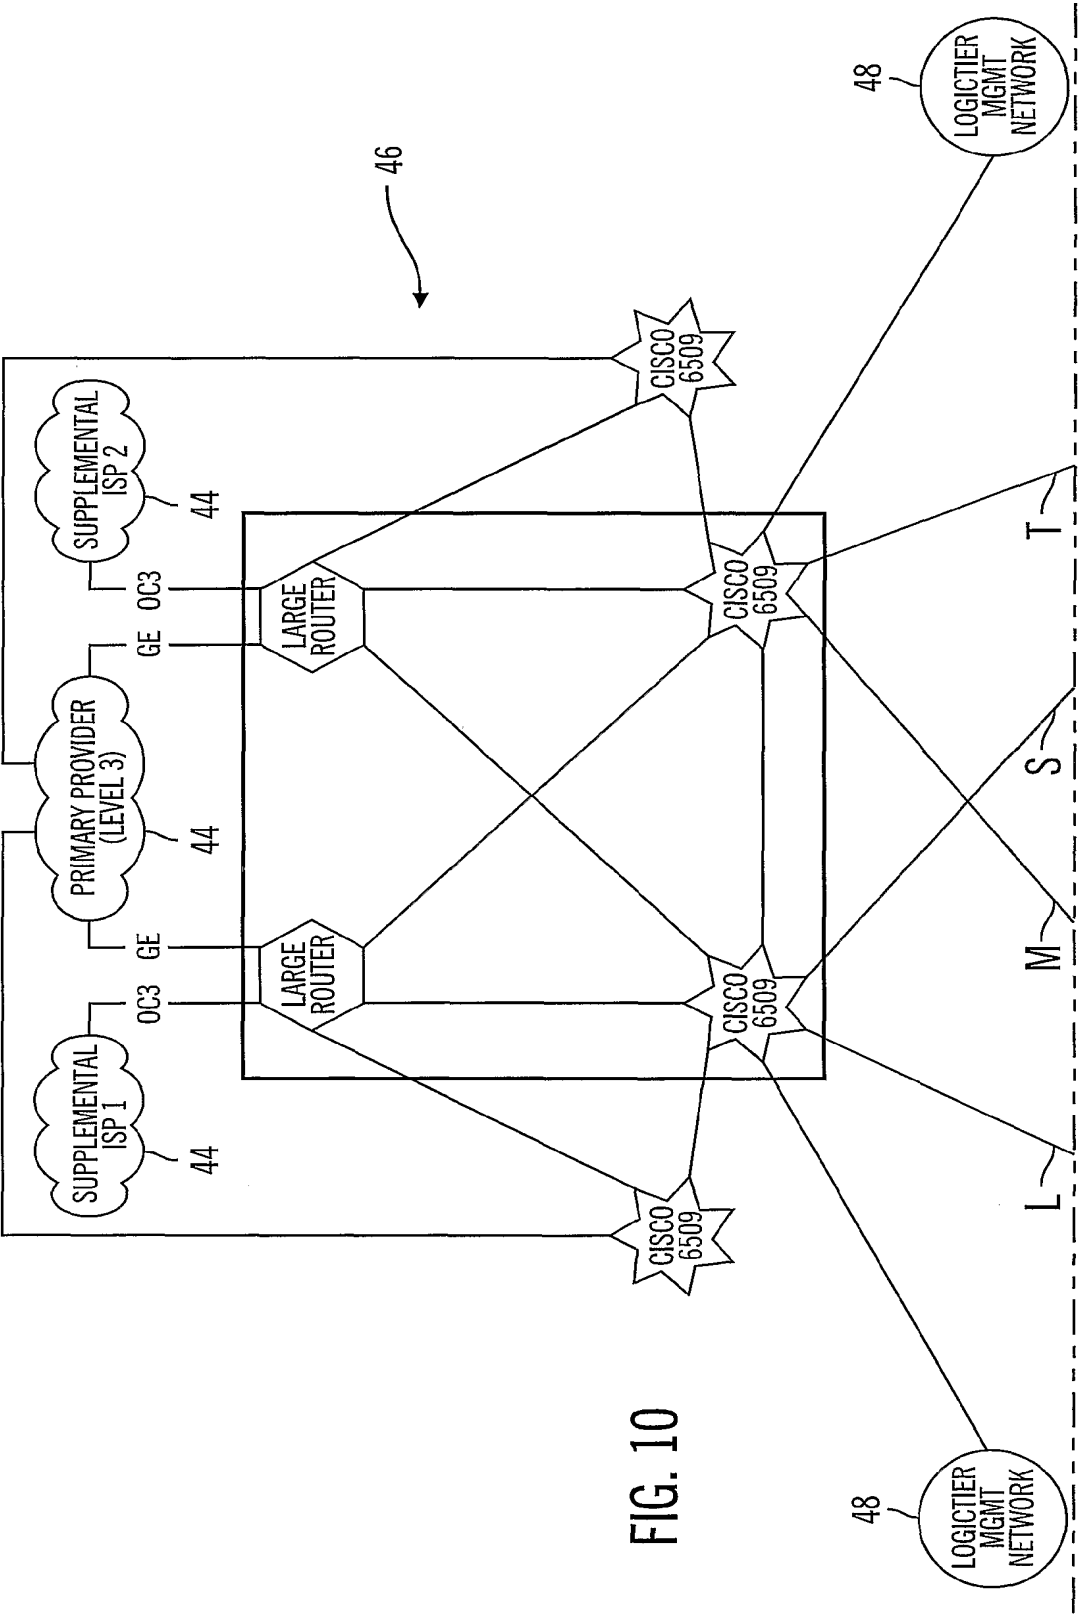 SUPPLEMENTAL
ISP 1
44
PRIMARY PROVIDER
(LEVEL 3)
44
SUPPLEMENTAL
ISP 2
44
OC3
GE
GE
OC3
LARGE
ROUTER
LARGE
ROUTER
46
CISCO
6509
CISCO
6509
CISCO
6509
CISCO
6509
48
LOGICTIER
MGMT
NETWORK
48
LOGICTIER
MGMT
NETWORK
L
M
S
T
FIG. 10